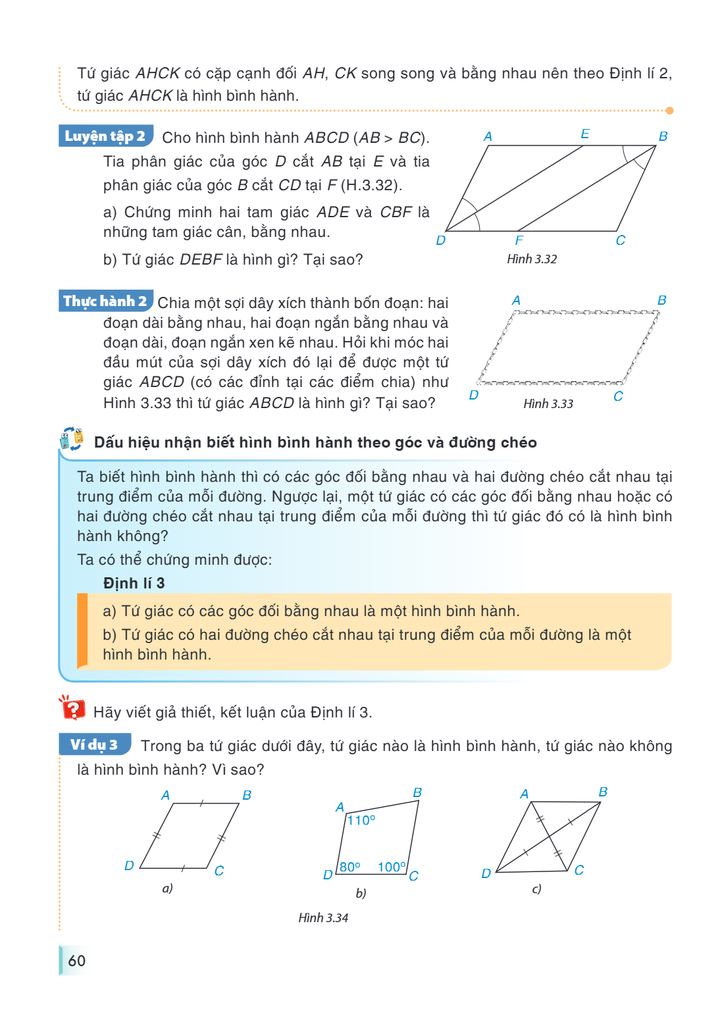 Tứ giác AHCK có cặp cạnh đối AH, CK song song và bằng nhau nên theo Định lí 2,
tứ giác AHCK là hình bình hành.
Luyện tập 2 Cho hình bình hành ABCD (AB > BC).
Tia phân giác của góc D cắt AB tại E và tia
phân giác của góc B cắt CD tại F (H.3.32).
a) Chứng minh hai tam giác ADE và CBF là
những tam giác cân, bằng nhau.
b) Tứ giác DEBF là hình gì? Tại sao?
A E B
D F C
Hình 3.32
Thực hành 2 Chia một sợi dây xích thành bốn đoạn: hai
đoạn dài bằng nhau, hai đoạn ngắn bằng nhau và
đoạn dài, đoạn ngắn xen kẽ nhau. Hỏi khi móc hai
đầu mút của sợi dây xích đó lại để được một tứ
giác ABCD (có các đỉnh tại các điểm chia) như
Hình 3.33 thì tứ giác ABCD là hình gì? Tại sao?
A B
D C
Hình 3.33
Dấu hiệu nhận biết hình bình hành theo góc và đường chéo
Ta biết hình bình hành thì có các góc đối bằng nhau và hai đường chéo cắt nhau tại
trung điểm của mỗi đường. Ngược lại, một tứ giác có các góc đối bằng nhau hoặc có
hai đường chéo cắt nhau tại trung điểm của mỗi đường thì tứ giác đó có là hình bình
hành không?
Ta có thể chứng minh được:
Định lí 3
a) Tứ giác có các góc đối bằng nhau là một hình bình hành.
b) Tứ giác có hai đường chéo cắt nhau tại trung điểm của mỗi đường là một
hình bình hành.
? Hãy viết giả thiết, kết luận của Định lí 3.
Ví dụ 3 Trong ba tứ giác dưới đây, tứ giác nào là hình bình hành, tứ giác nào không
là hình bình hành? Vì sao?
A B
D C
a)
A B
110º
80º 100º
D C
b)
A B
D C
c)
Hình 3.34
60